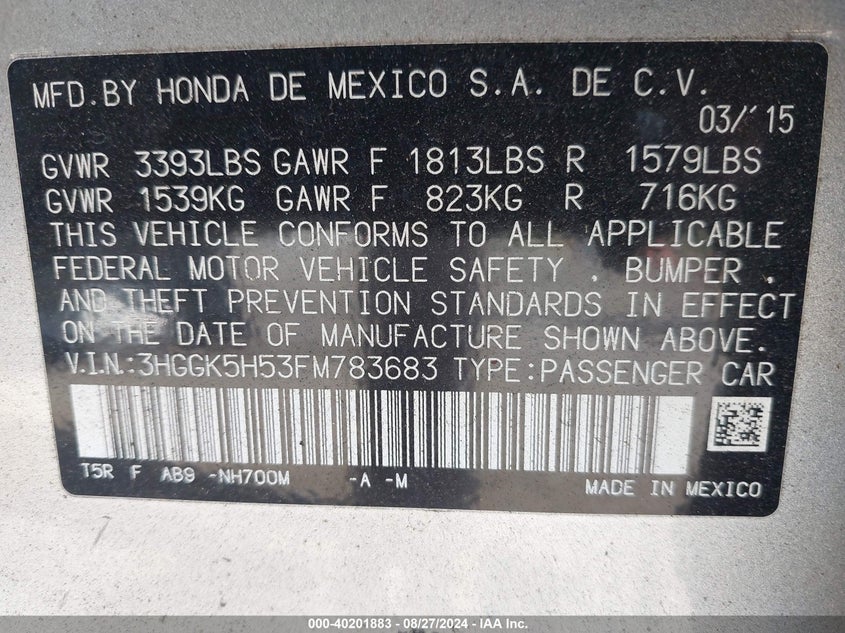 MFD.BY HONDA DE MEXICO S.A. DE C.V.
03/'15
GVWR 3393LBS GAWR F 1813LBS R 1579LBS
GVWR 1539KG GAWR F 823KG R 716KG
THIS VEHICLE CONFORMS TO ALL APPLICABLE
FEDERAL MOTOR VEHICLE SAFETY , BUMPER ,
AND THEFT PREVENTION STANDARDS IN EFFECT
ON THE DATE OF MANUFACTURE SHOWN ABOVE.
V.I.N.:3HGGK5H53FM783683 TYPE:PASSENGER CAR
T5R F AB9 -NH700M -A -M
MADE IN MEXICO
000-40201883 - 08/27/2024 - IAA Inc.